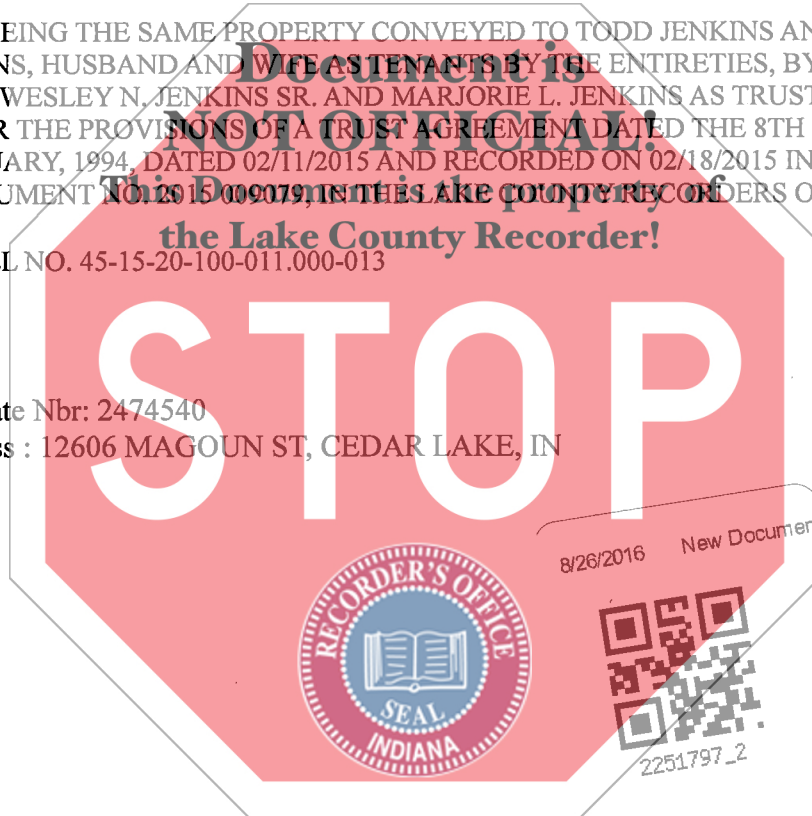 EING THE SAME PROPERTY CONVEYED TO TODD JENKINS AN
NS, HUSBAND AND WIFE AS TENANTS BY THE ENTIRETIES, BY
WESLEY N. JENKINS SR. AND MARJORIE L. JENKINS AS TRUST
R THE PROVISIONS OF A TRUST AGREEMENT DATED THE 8TH
ARY, 1994, DATED 02/11/2015 AND RECORDED ON 02/18/2015 IN
UMENT NO. 2015 009079, IN THE LAKE COUNTY RECORDERS O
Document is
NOT OFFICIAL!
This Document is the property of
the Lake County Recorder!
L NO. 45-15-20-100-011.000-013
STOP
te Nbr: 2474540
ss : 12606 MAGOUN ST, CEDAR LAKE, IN
8/26/2016 New Documen
RECORDER'S OFFICE
SEAL
INDIANA
2251797_2